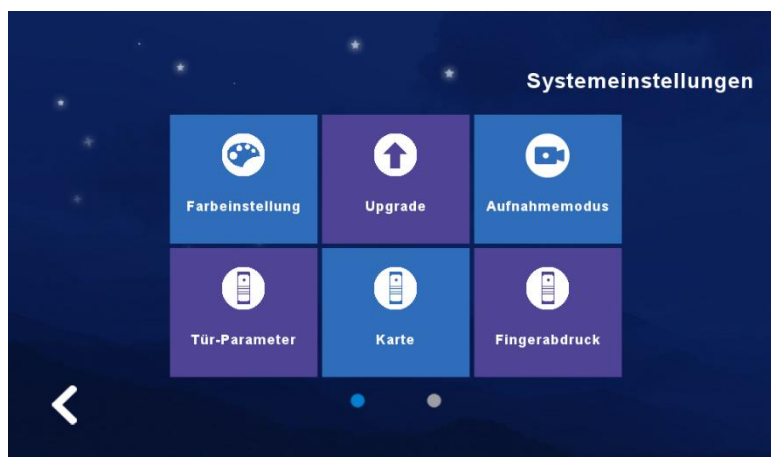 Systemeinstellungen
Farbeinstellung
Upgrade
Aufnahmemodus
Tür-Parameter
Karte
Fingerabdruck